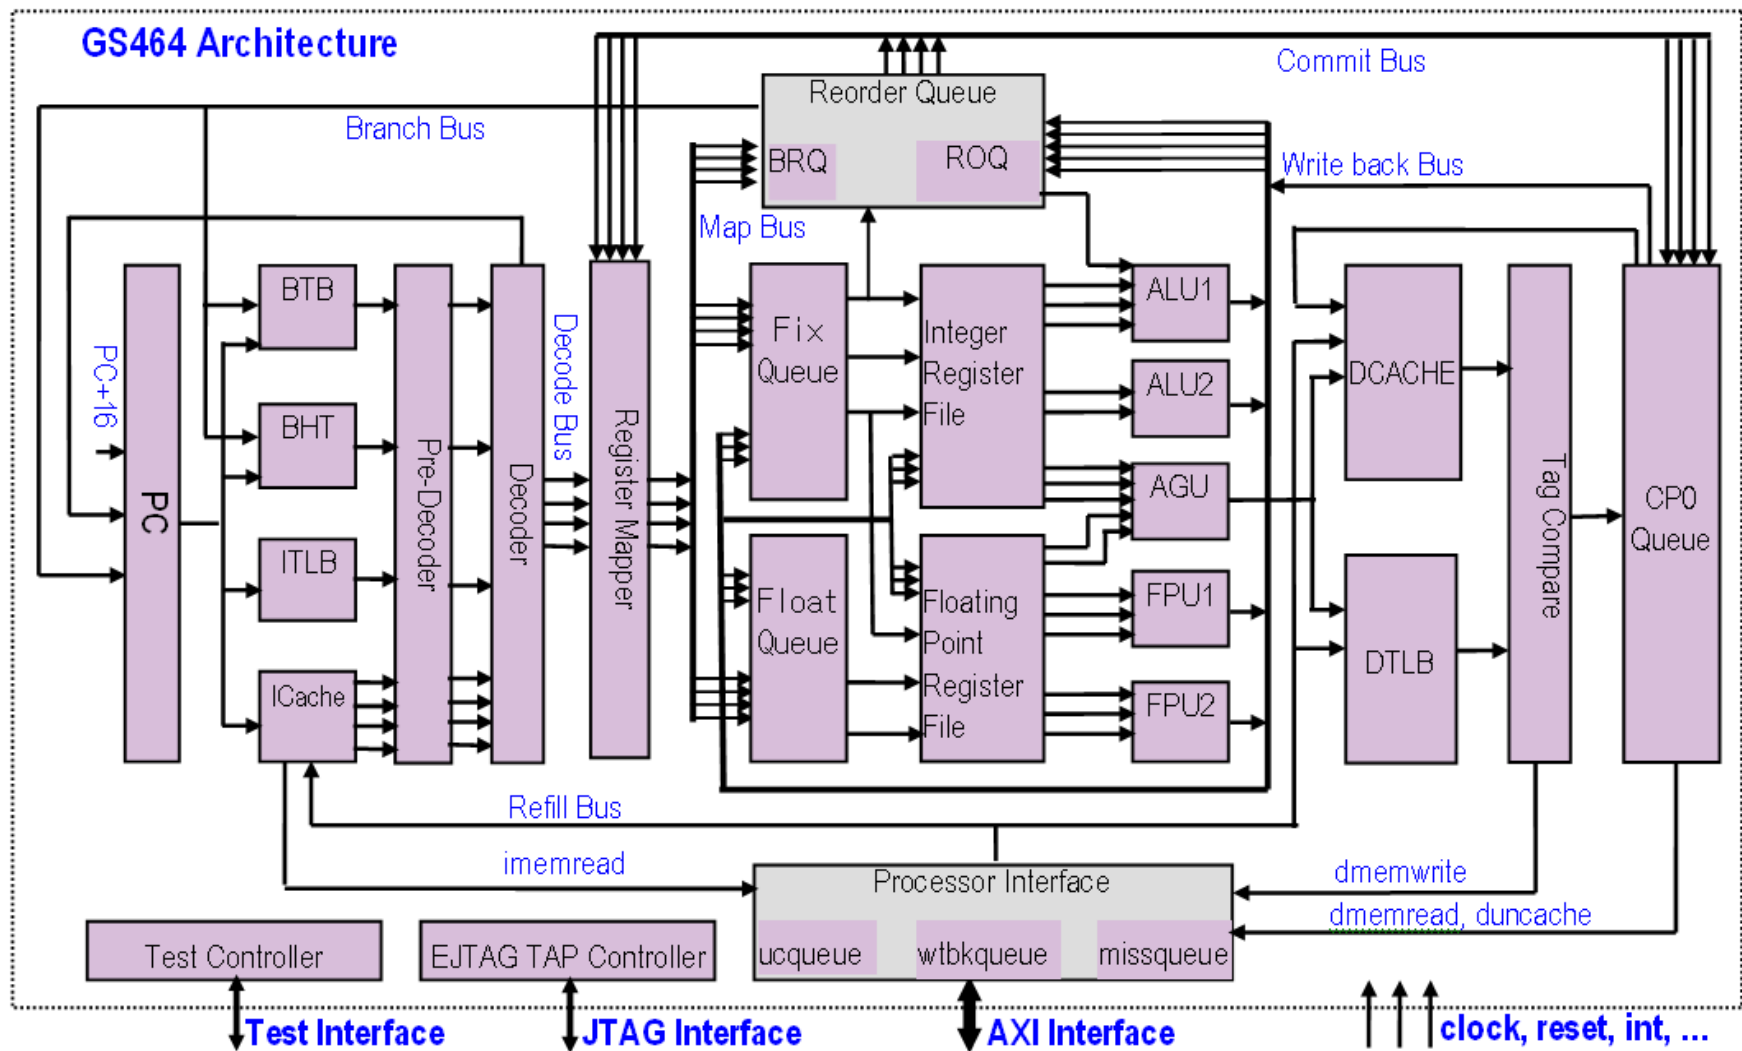 GS464 Architecture
Commit Bus
Reorder Queue
Branch Bus
BRQ
ROQ
Write back Bus
Map Bus
PC+16
PC
BTB
BHT
ITLB
ICache
Pre-Decoder
Decoder
Decode Bus
Register Mapper
Fix
Queue
Float
Queue
Integer
Register
File
Floating
Point
Register
File
ALU1
ALU2
AGU
FPU1
FPU2
DCACHE
DTLB
Tag Compare
CP0
Queue
Refill Bus
imemread
Processor Interface
dmemwrite
dmemread, duncache
ucqueue
wtbkqueue
missqueue
Test Controller
EJTAG TAP Controller
Test Interface
JTAG Interface
AXI Interface
clock, reset, int, ...